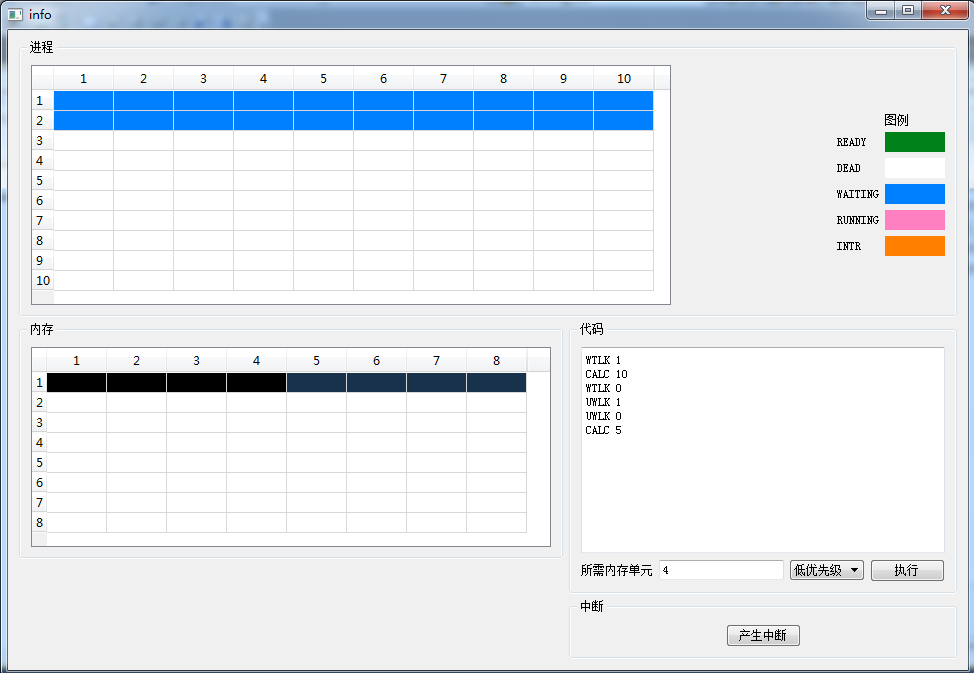 info
进程
1 2 3 4 5 6 7 8 9 10
1
2
3
4
5
6
7
8
9
10
图例
READY
DEAD
WAITING
RUNNING
INTR
内存
1 2 3 4 5 6 7 8
1
2
3
4
5
6
7
8
代码
WTLK 1
CALC 10
WTLK 0
UWLK 1
UWLK 0
CALC 5
所需内存单元 4 低优先级 执行
中断
产生中断